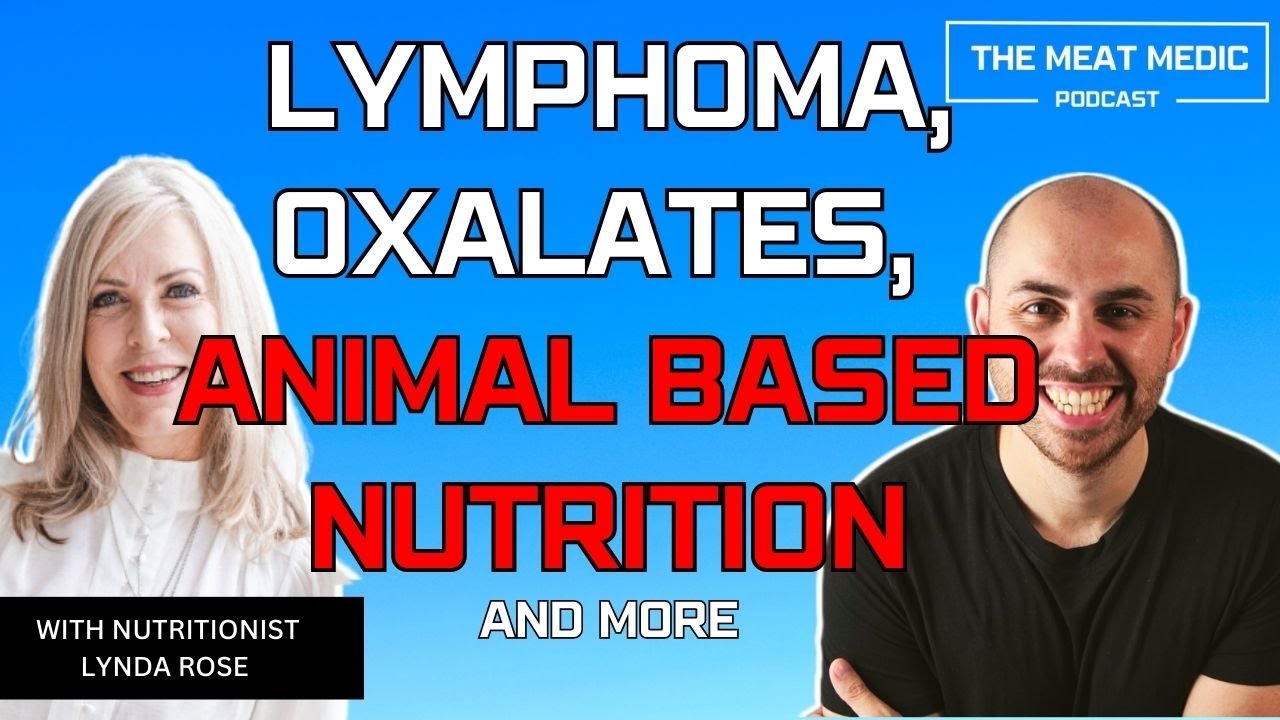 THE MEAT MEDIC
PODCAST
LYMPHOMA,
OXALATES,
ANIMAL BASED
NUTRITION
AND MORE
WITH NUTRITIONIST
LYNDA ROSE